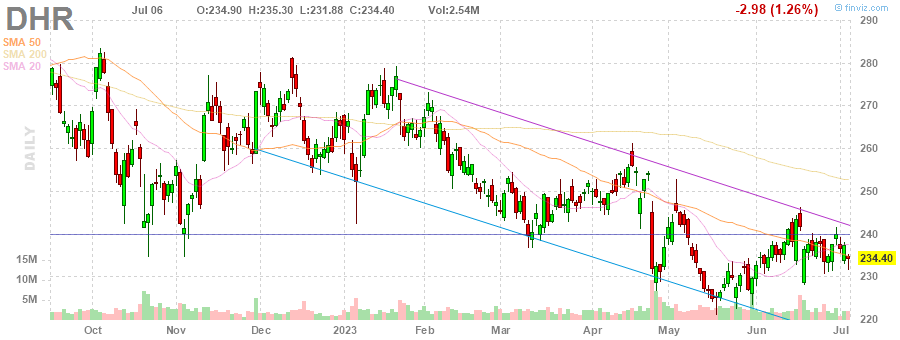 DHR Jul 06 O:234.90 H:235.30 L:231.88 C:234.40 Vol:2.54M -2.98 (1.26%) © finviz.com
SMA 50
SMA 200
SMA 20
DAILY
290
280
270
260
250
240
234.40
230
220
15M
10M
5M
Oct Nov Dec 2023 Feb Mar Apr May Jun Jul